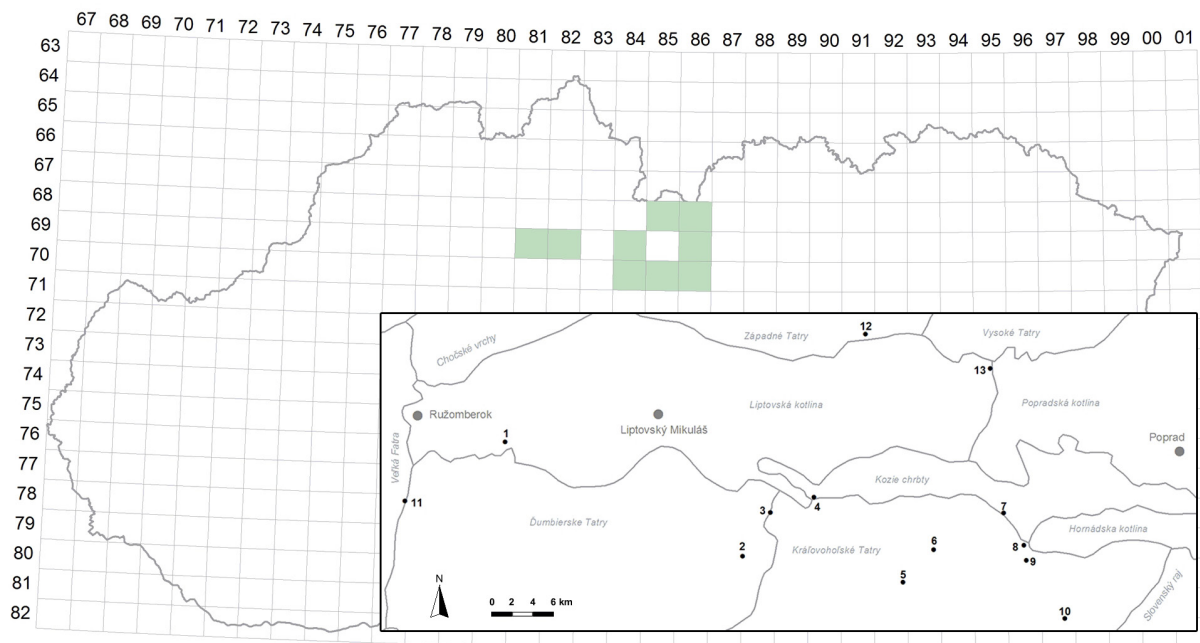 67 68 69 70 71 72 73 74 75 76 77 78 79 80 81 82 83 84 85 86 87 88 89 90 91 92 93 94 95 96 97 98 99 00 01
63
64
65
66
67
68
69
70
71
72
73
74
75
76
77
78
79
80
81
82
Chočské vrchy
Západné Tatry
12
Vysoké Tatry
13
Ružomberok
Liptovský Mikuláš
Liptovská kotlina
Popradská kotlina
Poprad
1
Veľká Fatra
11
Ďumbierske Tatry
3
4
2
Kozie chrbty
7
Kráľovohoľské Tatry
6
5
8
9
Hornádska kotlina
10
Slovenský raj
N
0 2 4 6 km